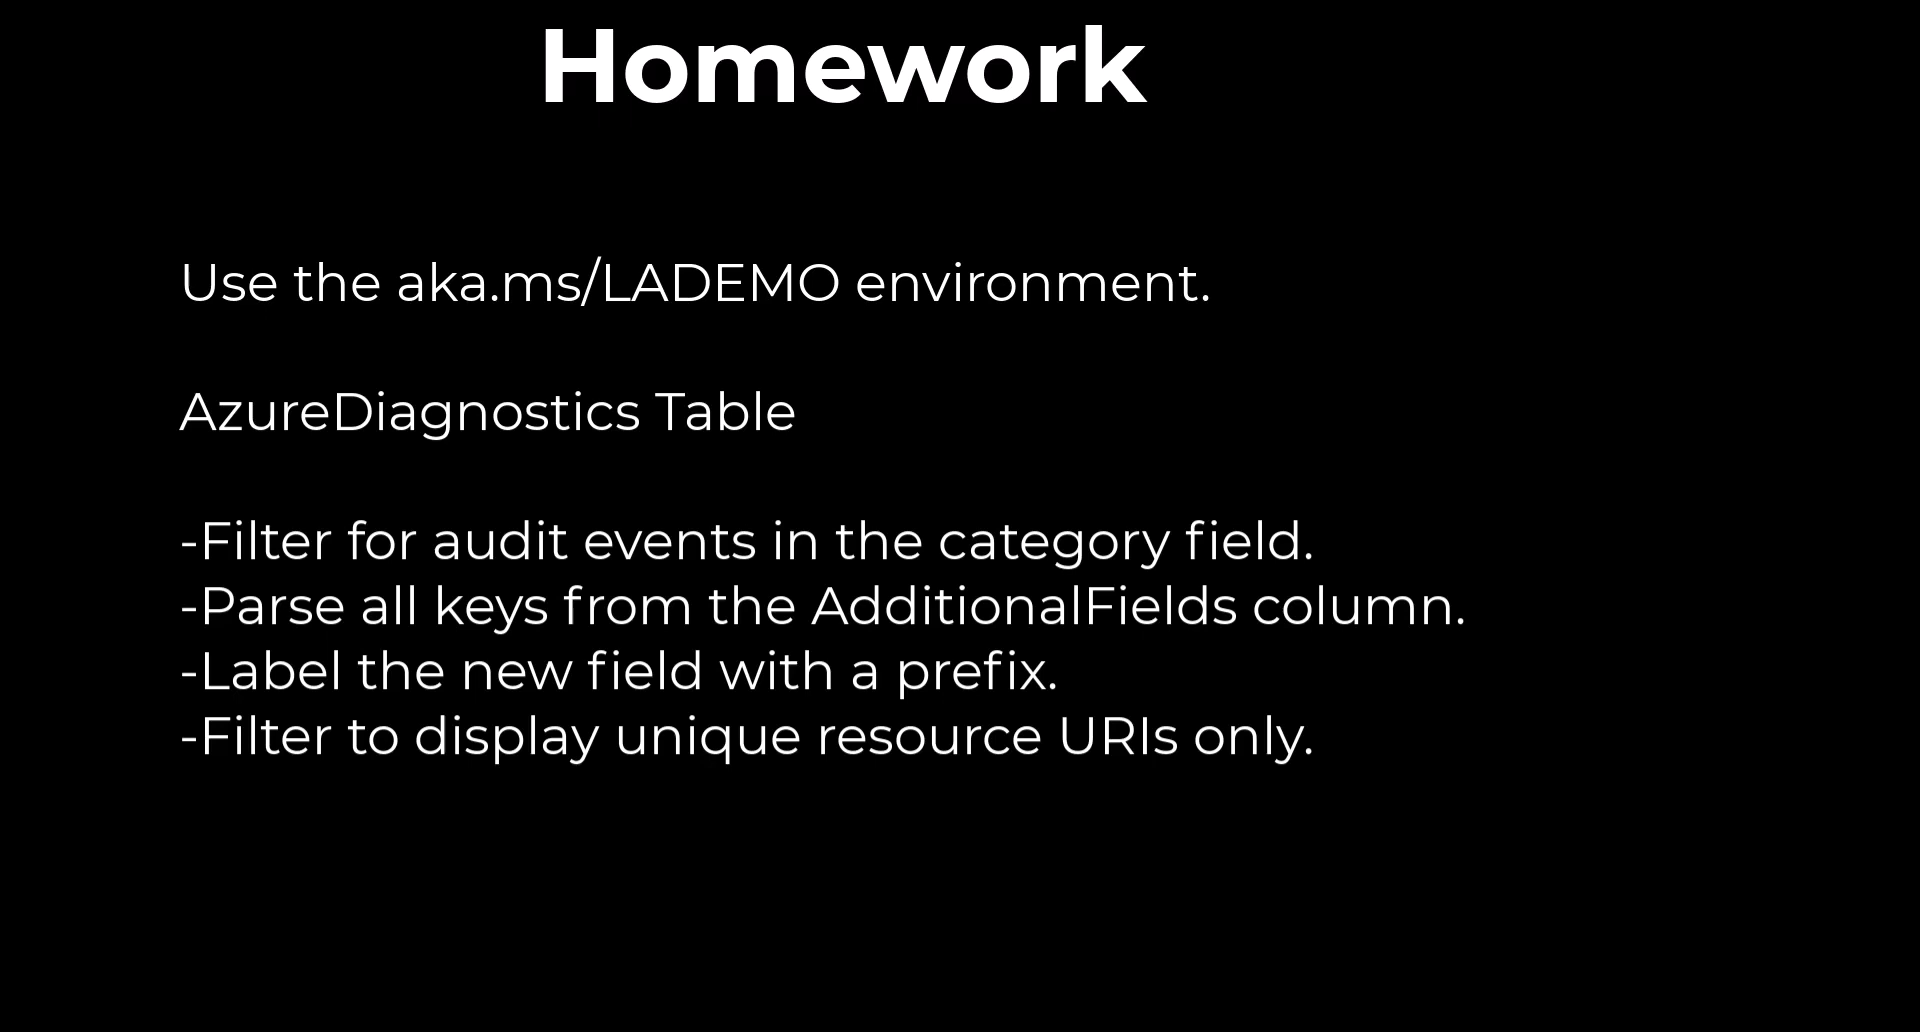 Homework
Use the aka.ms/LADEMO environment.
AzureDiagnostics Table
-Filter for audit events in the category field.
-Parse all keys from the AdditionalFields column.
-Label the new field with a prefix.
-Filter to display unique resource URIs only.